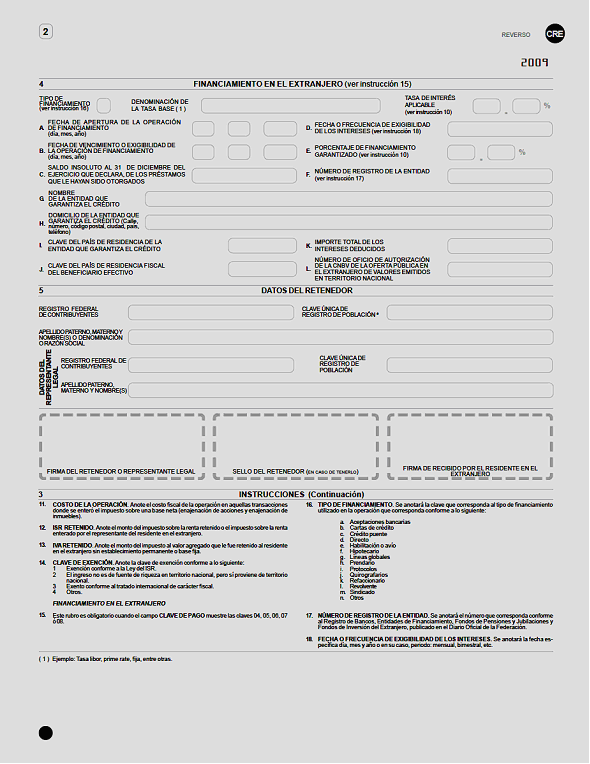 2
REVERSO
CRE
2009
4 FINANCIAMIENTO EN EL EXTRANJERO (ver instrucción 15)
TIPO DE
FINANCIAMIENTO
(ver instrucción 16)
DENOMINACIÓN DE
LA TASA BASE ( 1 )
TASA DE INTERÉS
APLICABLE
(ver instrucción 10)
. %
A. FECHA DE APERTURA DE LA OPERACIÓN
DE FINANCIAMIENTO
(día, mes, año)
D. FECHA O FRECUENCIA DE EXIGIBILIDAD
DE LOS INTERESES (ver instrucción 18)
B. FECHA DE VENCIMIENTO O EXIGIBILIDAD DE
LA OPERACIÓN DE FINANCIAMIENTO
(día, mes, año)
E. PORCENTAJE DE FINANCIAMIENTO
GARANTIZADO (ver instrucción 10)
. %
C. SALDO INSOLUTO AL 31 DE DICIEMBRE DEL
EJERCICIO QUE DECLARA, DE LOS PRÉSTAMOS
QUE LE HAYAN SIDO OTORGADOS
F. NÚMERO DE REGISTRO DE LA ENTIDAD
(ver instrucción 17)
G. NOMBRE
DE LA ENTIDAD QUE
GARANTIZA EL CRÉDITO
H. DOMICILIO DE LA ENTIDAD QUE
GARANTIZA EL CRÉDITO (Calle,
número, código postal, ciudad, país,
teléfono)
I. CLAVE DEL PAÍS DE RESIDENCIA DE LA
ENTIDAD QUE GARANTIZA EL CRÉDITO
K. IMPORTE TOTAL DE LOS
INTERESES DEDUCIDOS
J. CLAVE DEL PAÍS DE RESIDENCIA FISCAL
DEL BENEFICIARIO EFECTIVO
L. NÚMERO DE OFICIO DE AUTORIZACIÓN
DE LA CNBV DE LA OFERTA PÚBLICA EN
EL EXTRANJERO DE VALORES EMITIDOS
EN TERRITORIO NACIONAL
5 DATOS DEL RETENEDOR
REGISTRO FEDERAL
DE CONTRIBUYENTES
CLAVE ÚNICA DE
REGISTRO DE POBLACIÓN *
APELLIDO PATERNO, MATERNO Y
NOMBRE(S) O DENOMINACIÓN
O RAZÓN SOCIAL
DATOS DEL
REPRESENTANTE
LEGAL
REGISTRO FEDERAL DE
CONTRIBUYENTES
CLAVE ÚNICA DE
REGISTRO DE
POBLACIÓN
APELLIDO PATERNO,
MATERNO Y NOMBRE(S)
FIRMA DEL RETENEDOR O REPRESENTANTE LEGAL
SELLO DEL RETENEDOR (EN CASO DE TENERLO)
FIRMA DE RECIBIDO POR EL RESIDENTE EN EL
EXTRANJERO
3 INSTRUCCIONES (Continuación)
11. COSTO DE LA OPERACIÓN. Anote el costo fiscal de la operación en aquellas transacciones
donde se enteró el impuesto sobre una base neta (enajenación de acciones y enajenación de
inmuebles).
12. ISR RETENIDO. Anote el monto del impuesto sobre la renta retenido o el impuesto sobre la renta
enterado por el representante del residente en el extranjero.
13. IVA RETENIDO. Anote el monto del impuesto al valor agregado que le fue retenido al residente
en el extranjero sin establecimiento permanente o base fija.
14. CLAVE DE EXENCIÓN. Anote la clave de exención conforme a lo siguiente:
1 Exención conforme a la Ley del ISR.
2 El ingreso no es de fuente de riqueza en territorio nacional, pero sí proviene de territorio
nacional.
3 Exento conforme al tratado internacional de carácter fiscal.
4 Otros.
FINANCIAMIENTO EN EL EXTRANJERO
15. Este rubro es obligatorio cuando el campo CLAVE DE PAGO muestre las claves 04, 05, 06, 07
ó 08.
16. TIPO DE FINANCIAMIENTO. Se anotará la clave que corresponda al tipo de financiamiento
utilizado en la operación que corresponda conforme a lo siguiente:
a. Aceptaciones bancarias
b. Cartas de crédito
c. Crédito puente
d. Directo
e. Habilitación o avío
f. Hipotecario
g. Líneas globales
h. Prendario
i. Protocolos
j. Quirografarios
k. Refaccionario
l. Revolvente
m. Sindicado
n. Otros
17. NÚMERO DE REGISTRO DE LA ENTIDAD. Se anotará el número que corresponda conforme
al Registro de Bancos, Entidades de Financiamiento, Fondos de Pensiones y Jubilaciones y
Fondos de Inversión del Extranjero, publicado en el Diario Oficial de la Federación.
18. FECHA O FRECUENCIA DE EXIGIBILIDAD DE LOS INTERESES. Se anotará la fecha es-
pecífica día, mes y año o en su caso, periodo: mensual, bimestral, etc.
( 1 ) Ejemplo: Tasa libor, prime rate, fija, entre otras.